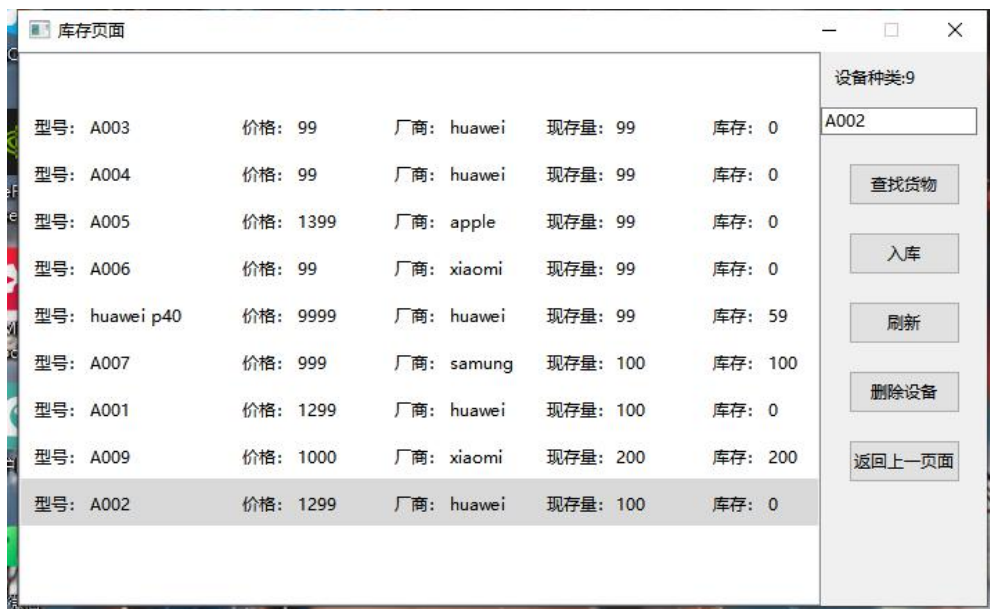 库存页面
设备种类:9
A002
型号: A003 价格: 99 厂商: huawei 现存量: 99 库存: 0
型号: A004 价格: 99 厂商: huawei 现存量: 99 库存: 0
型号: A005 价格: 1399 厂商: apple 现存量: 99 库存: 0
型号: A006 价格: 99 厂商: xiaomi 现存量: 99 库存: 0
型号: huawei p40 价格: 9999 厂商: huawei 现存量: 99 库存: 59
型号: A007 价格: 999 厂商: samung 现存量: 100 库存: 100
型号: A001 价格: 1299 厂商: huawei 现存量: 100 库存: 0
型号: A009 价格: 1000 厂商: xiaomi 现存量: 200 库存: 200
型号: A002 价格: 1299 厂商: huawei 现存量: 100 库存: 0
查找货物
入库
刷新
删除设备
返回上一页面